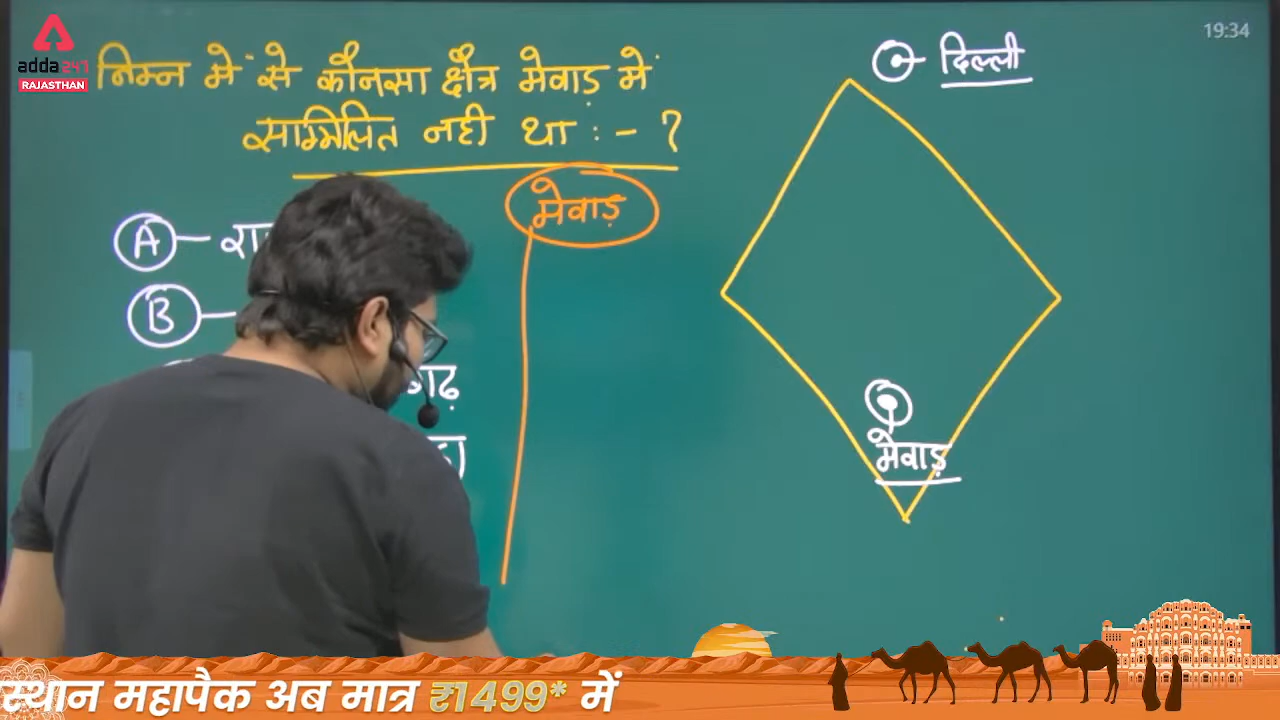 19:34
adda 247
RAJASTHAN
निम्न में से कौनसा क्षेत्र मेवाड़ में
सम्मिलित नहीं था : - ?
दिल्ली
मेवाड़
A
B
मेवाड़
स्थान महापैक अब मात्र ₹1499* में